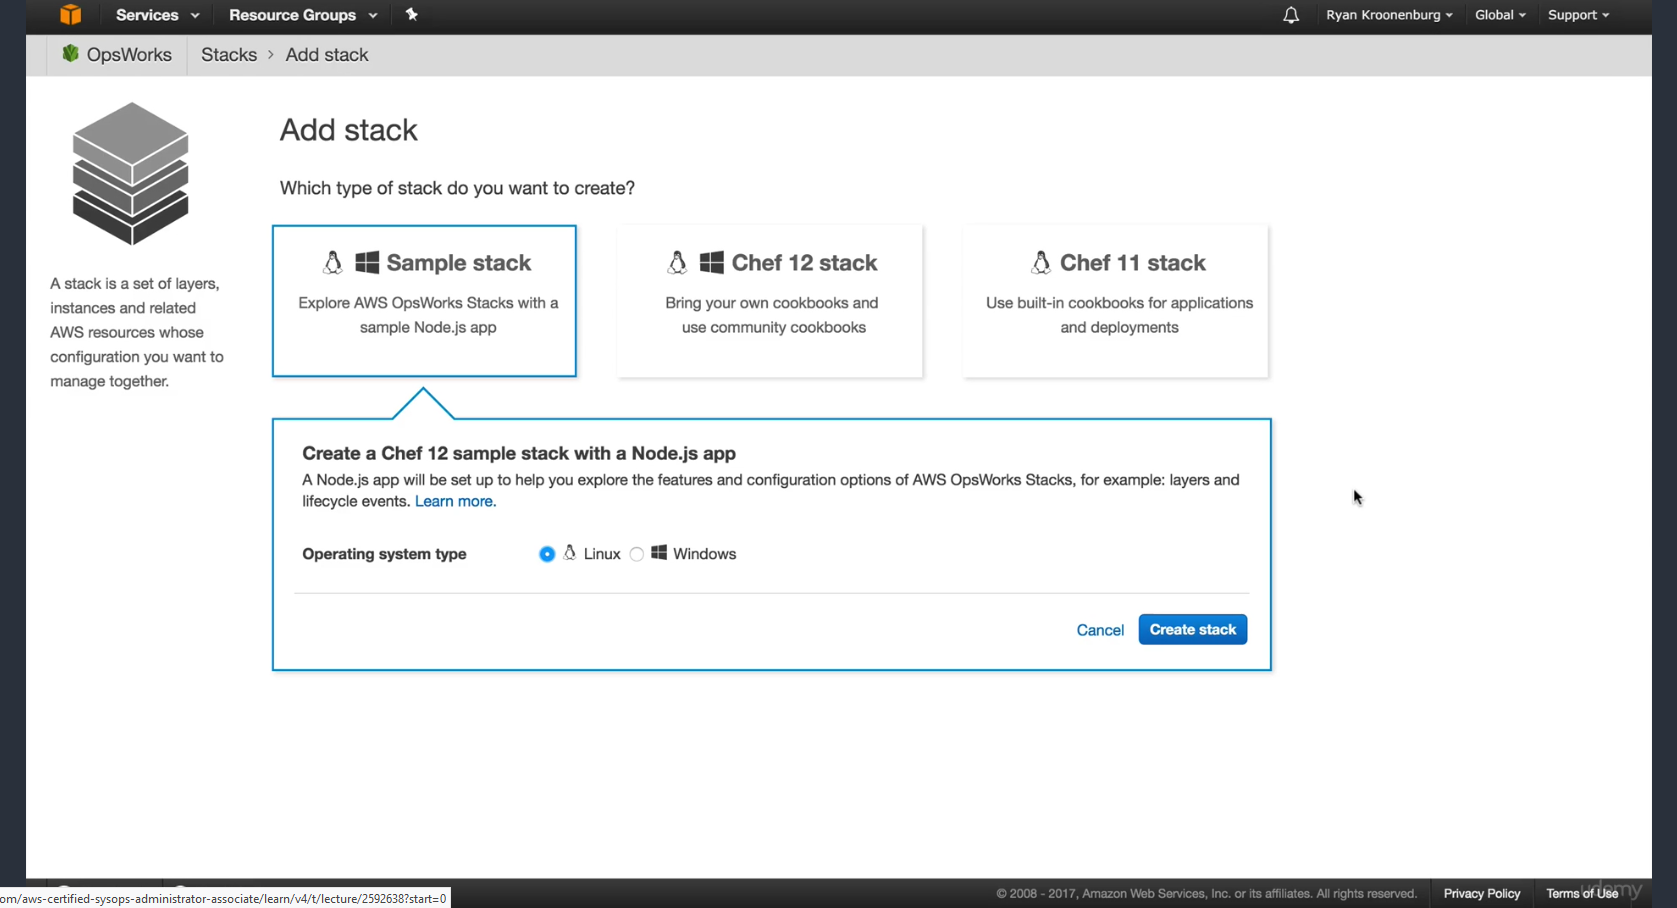 Services Resource Groups Ryan Kroonenburg Global Support
OpsWorks Stacks > Add stack
Add stack
Which type of stack do you want to create?
A stack is a set of layers,
instances and related
AWS resources whose
configuration you want to
manage together.
Sample stack
Explore AWS OpsWorks Stacks with a
sample Node.js app
Chef 12 stack
Bring your own cookbooks and
use community cookbooks
Chef 11 stack
Use built-in cookbooks for applications
and deployments
Create a Chef 12 sample stack with a Node.js app
A Node.js app will be set up to help you explore the features and configuration options of AWS OpsWorks Stacks, for example: layers and
lifecycle events. Learn more.
Operating system type Linux Windows
Cancel Create stack
© 2008 - 2017, Amazon Web Services, Inc. or its affiliates. All rights reserved. Privacy Policy Terms of Use
udemy
om/aws-certified-sysops-administrator-associate/learn/v4/t/lecture/2592638?start=0